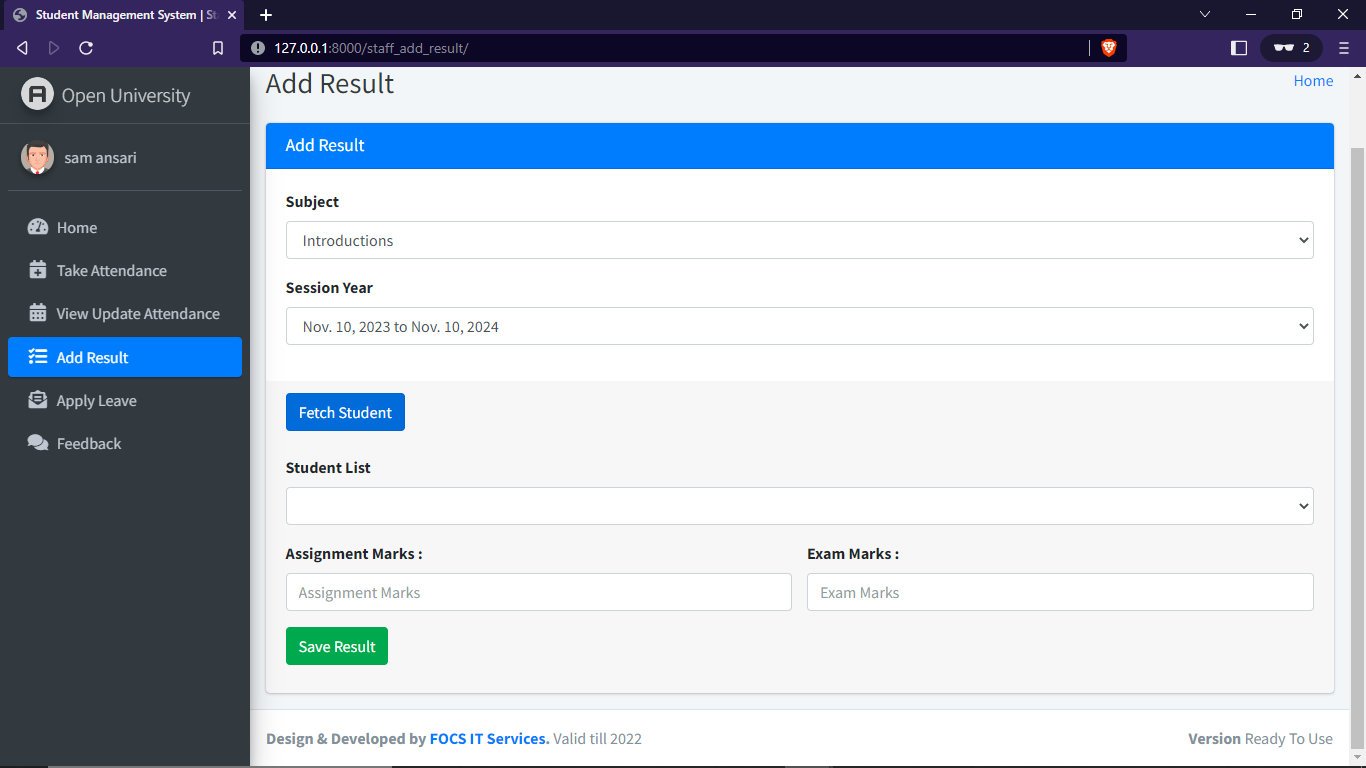 Student Management System | St
127.0.0.1:8000/staff_add_result/
2
Open University
sam ansari
Home
Take Attendance
View Update Attendance
Add Result
Apply Leave
Feedback
Add Result
Home
Add Result
Subject
Introductions
Session Year
Nov. 10, 2023 to Nov. 10, 2024
Fetch Student
Student List
Assignment Marks :
Exam Marks :
Assignment Marks
Exam Marks
Save Result
Design & Developed by FOCS IT Services. Valid till 2022
Version Ready To Use